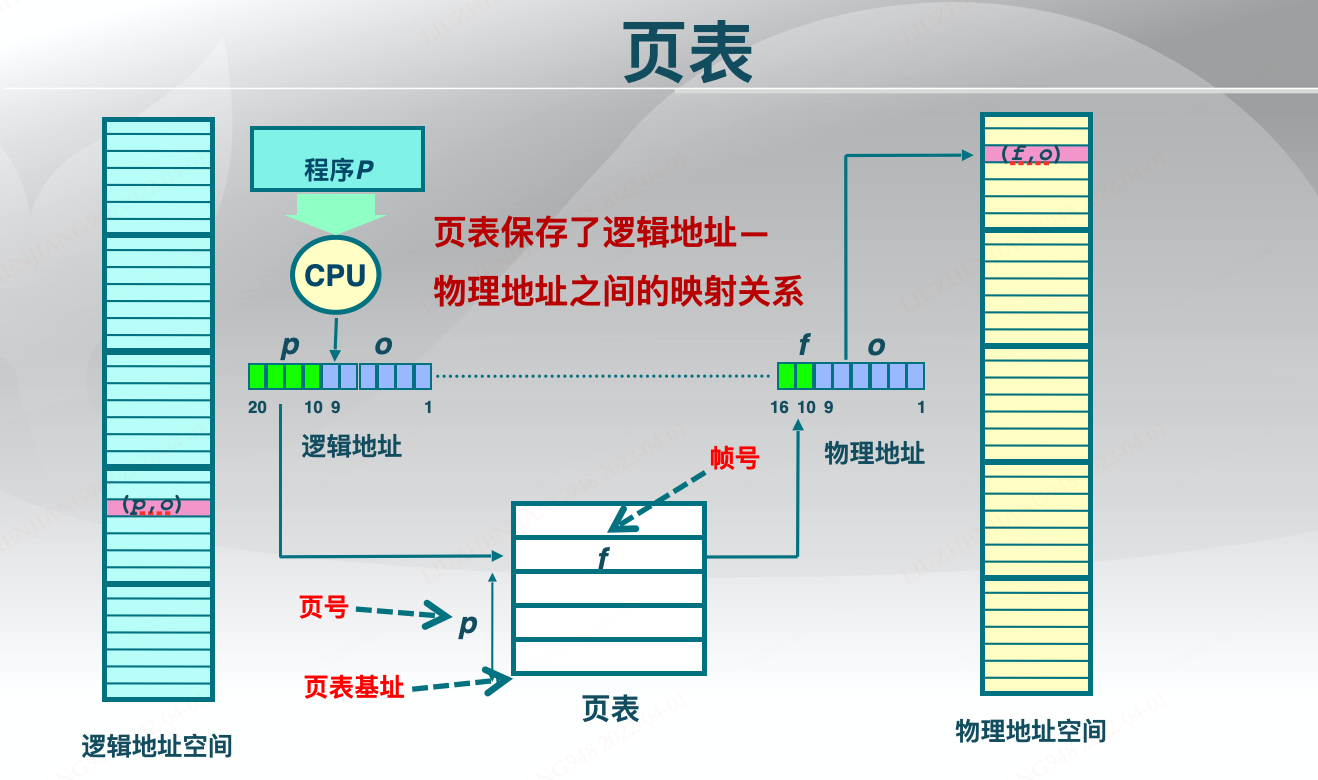 页表
程序P
CPU
页表保存了逻辑地址—
物理地址之间的映射关系
(f,o)
p o
f o
20 10 9 1
16 10 9 1
逻辑地址
物理地址
帧号
(p,o)
f
页号
p
页表基址
页表
逻辑地址空间
物理地址空间